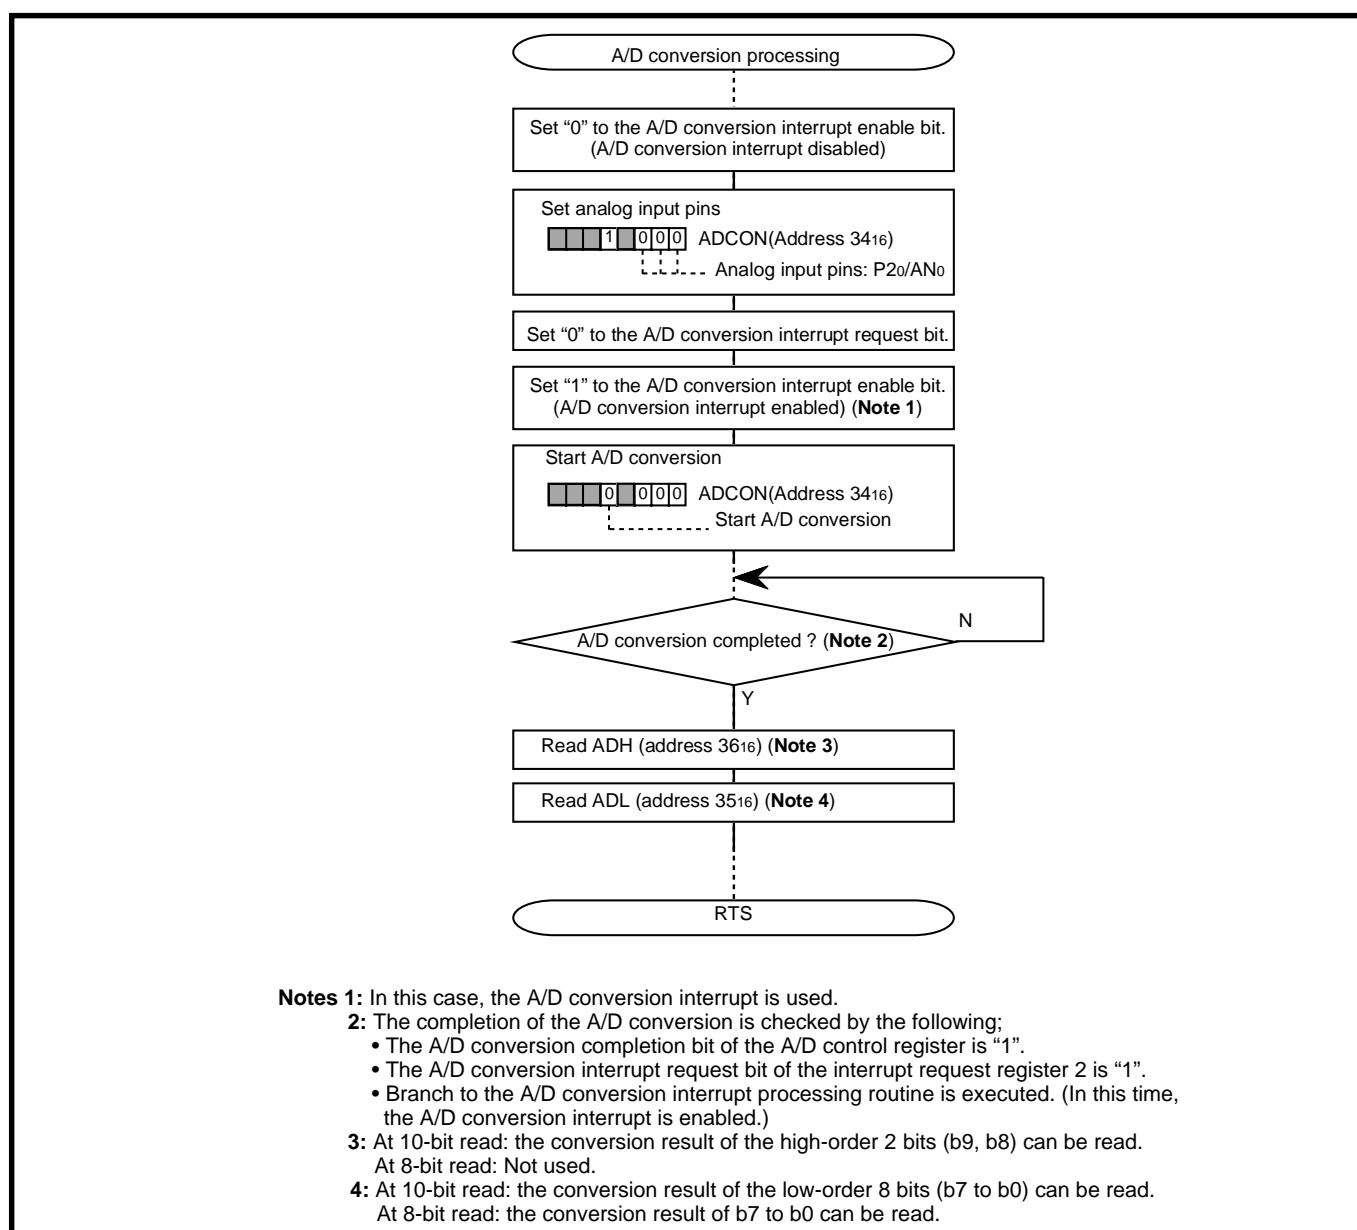 A/D conversion processing
Set “0” to the A/D conversion interrupt enable bit.
(A/D conversion interrupt disabled)
Set analog input pins
1 0 0 0 ADCON(Address 3416)
Analog input pins: P20/AN0
Set “0” to the A/D conversion interrupt request bit.
Set “1” to the A/D conversion interrupt enable bit.
(A/D conversion interrupt enabled) (Note 1)
Start A/D conversion
0 0 0 0 ADCON(Address 3416)
Start A/D conversion
N
A/D conversion completed ? (Note 2)
Y
Read ADH (address 3616) (Note 3)
Read ADL (address 3516) (Note 4)
RTS
Notes 1: In this case, the A/D conversion interrupt is used.
2: The completion of the A/D conversion is checked by the following;
• The A/D conversion completion bit of the A/D control register is “1”.
• The A/D conversion interrupt request bit of the interrupt request register 2 is “1”.
• Branch to the A/D conversion interrupt processing routine is executed. (In this time,
the A/D conversion interrupt is enabled.)
3: At 10-bit read: the conversion result of the high-order 2 bits (b9, b8) can be read.
At 8-bit read: Not used.
4: At 10-bit read: the conversion result of the low-order 8 bits (b7 to b0) can be read.
At 8-bit read: the conversion result of b7 to b0 can be read.